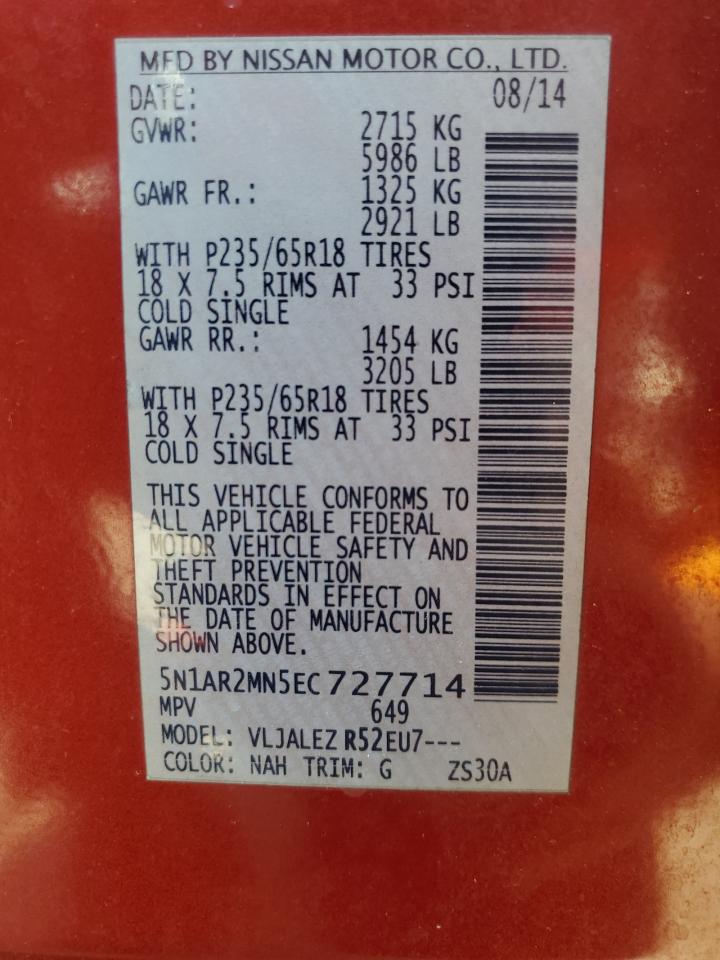 MFD BY NISSAN MOTOR CO., LTD.
DATE: 08/14
GVWR: 2715 KG
5986 LB
GAWR FR.: 1325 KG
2921 LB
WITH P235/65R18 TIRES
18 X 7.5 RIMS AT 33 PSI
COLD SINGLE
GAWR RR.: 1454 KG
3205 LB
WITH P235/65R18 TIRES
18 X 7.5 RIMS AT 33 PSI
COLD SINGLE
THIS VEHICLE CONFORMS TO
ALL APPLICABLE FEDERAL
MOTOR VEHICLE SAFETY AND
THEFT PREVENTION
STANDARDS IN EFFECT ON
THE DATE OF MANUFACTURE
SHOWN ABOVE.
5N1AR2MN5EC727714
MPV 649
MODEL: VLJALEZ R52EU7---
COLOR: NAH TRIM: G ZS30A